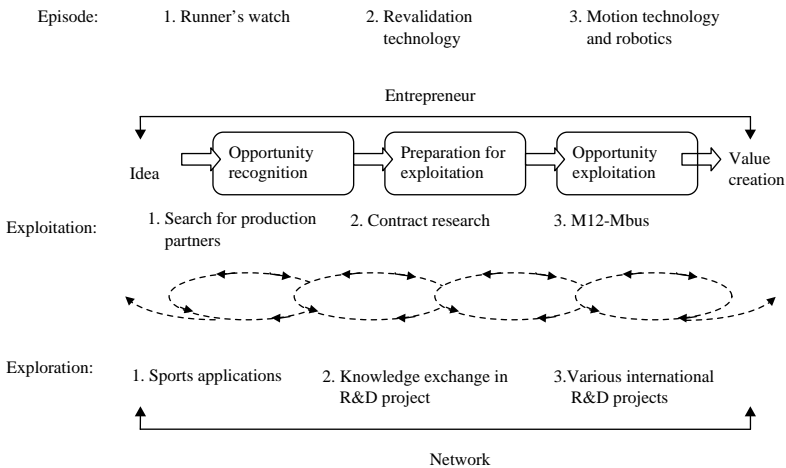 Episode: 1. Runner's watch 2. Revalidation 3. Motion technology
technology and robotics
Entrepreneur
Idea
Opportunity
recognition
Preparation for
exploitation
Opportunity
exploitation
Value
creation
Exploitation: 1. Search for production 2. Contract research 3. M12-Mbus
partners
Exploration: 1. Sports applications 2. Knowledge exchange in 3.Various international
R&D project R&D projects
Network